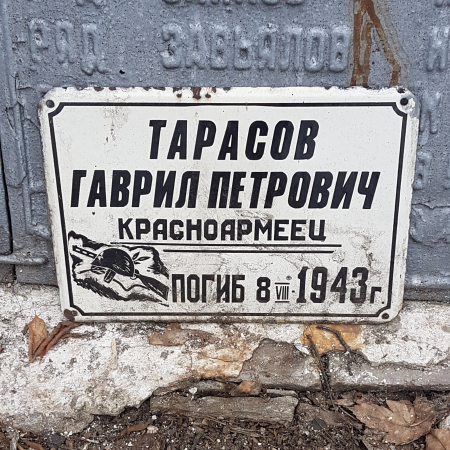 РЯД ЗАВЬЯЛОВ
ТАРАСОВ
ГАВРИЛ ПЕТРОВИЧ
КРАСНОАРМЕЕЦ
ПОГИБ 8 VIII 1943 г